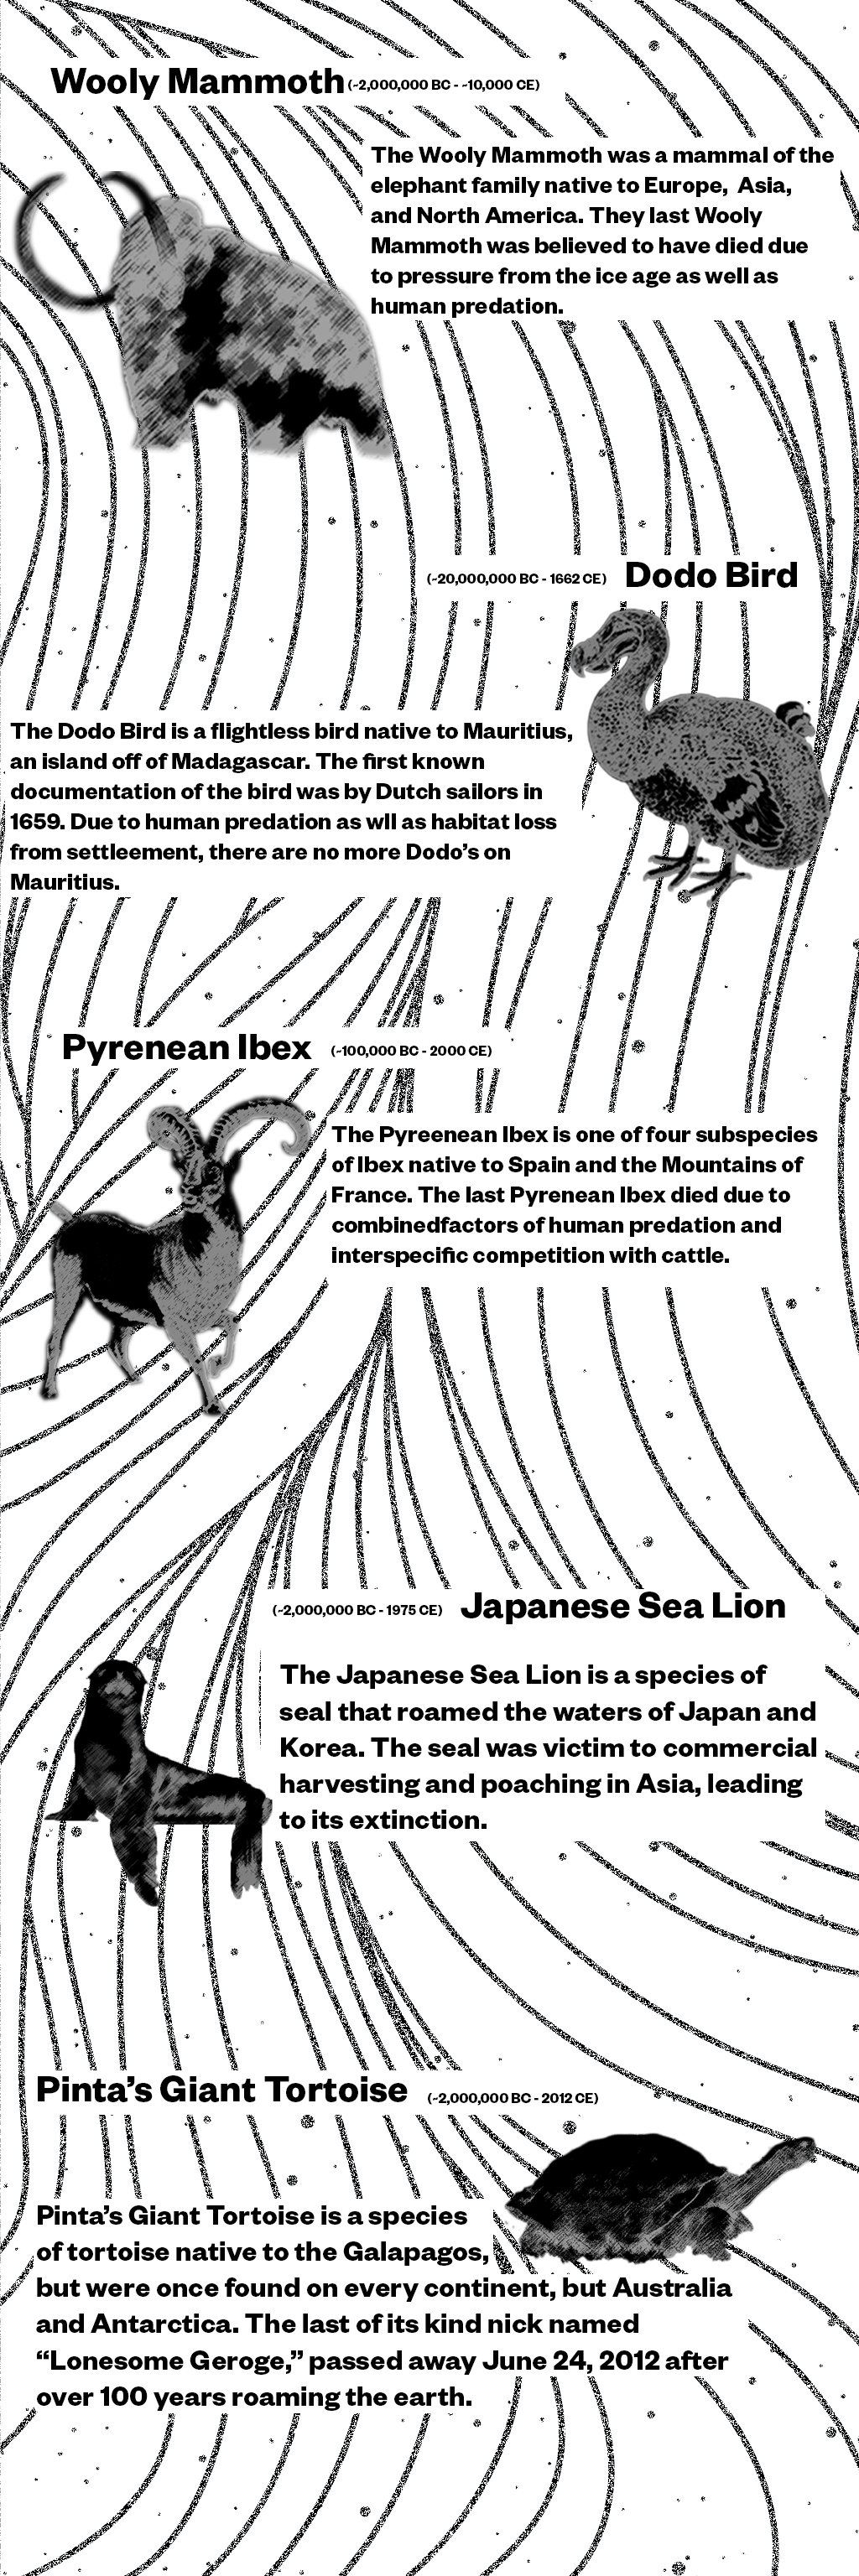 Wooly Mammoth (~2,000,000 BC - ~10,000 CE)
The Wooly Mammoth was a mammal of the
elephant family native to Europe, Asia,
and North America. They last Wooly
Mammoth was believed to have died due
to pressure from the ice age as well as
human predation.
(~20,000,000 BC - 1662 CE) Dodo Bird
The Dodo Bird is a flightless bird native to Mauritius,
an island off of Madagascar. The first known
documentation of the bird was by Dutch sailors in
1659. Due to human predation as wll as habitat loss
from settleement, there are no more Dodo's on
Mauritius.
Pyrenean Ibex (~100,000 BC - 2000 CE)
The Pyreenean Ibex is one of four subspecies
of Ibex native to Spain and the Mountains of
France. The last Pyrenean Ibex died due to
combinedfactors of human predation and
interspecific competition with cattle.
(~2,000,000 BC - 1975 CE) Japanese Sea Lion
The Japanese Sea Lion is a species of
seal that roamed the waters of Japan and
Korea. The seal was victim to commercial
harvesting and poaching in Asia, leading
to its extinction.
Pinta's Giant Tortoise (~2,000,000 BC - 2012 CE)
Pinta's Giant Tortoise is a species
of tortoise native to the Galapagos,
but were once found on every continent, but Australia
and Antarctica. The last of its kind nick named
“Lonesome Geroge,” passed away June 24, 2012 after
over 100 years roaming the earth.